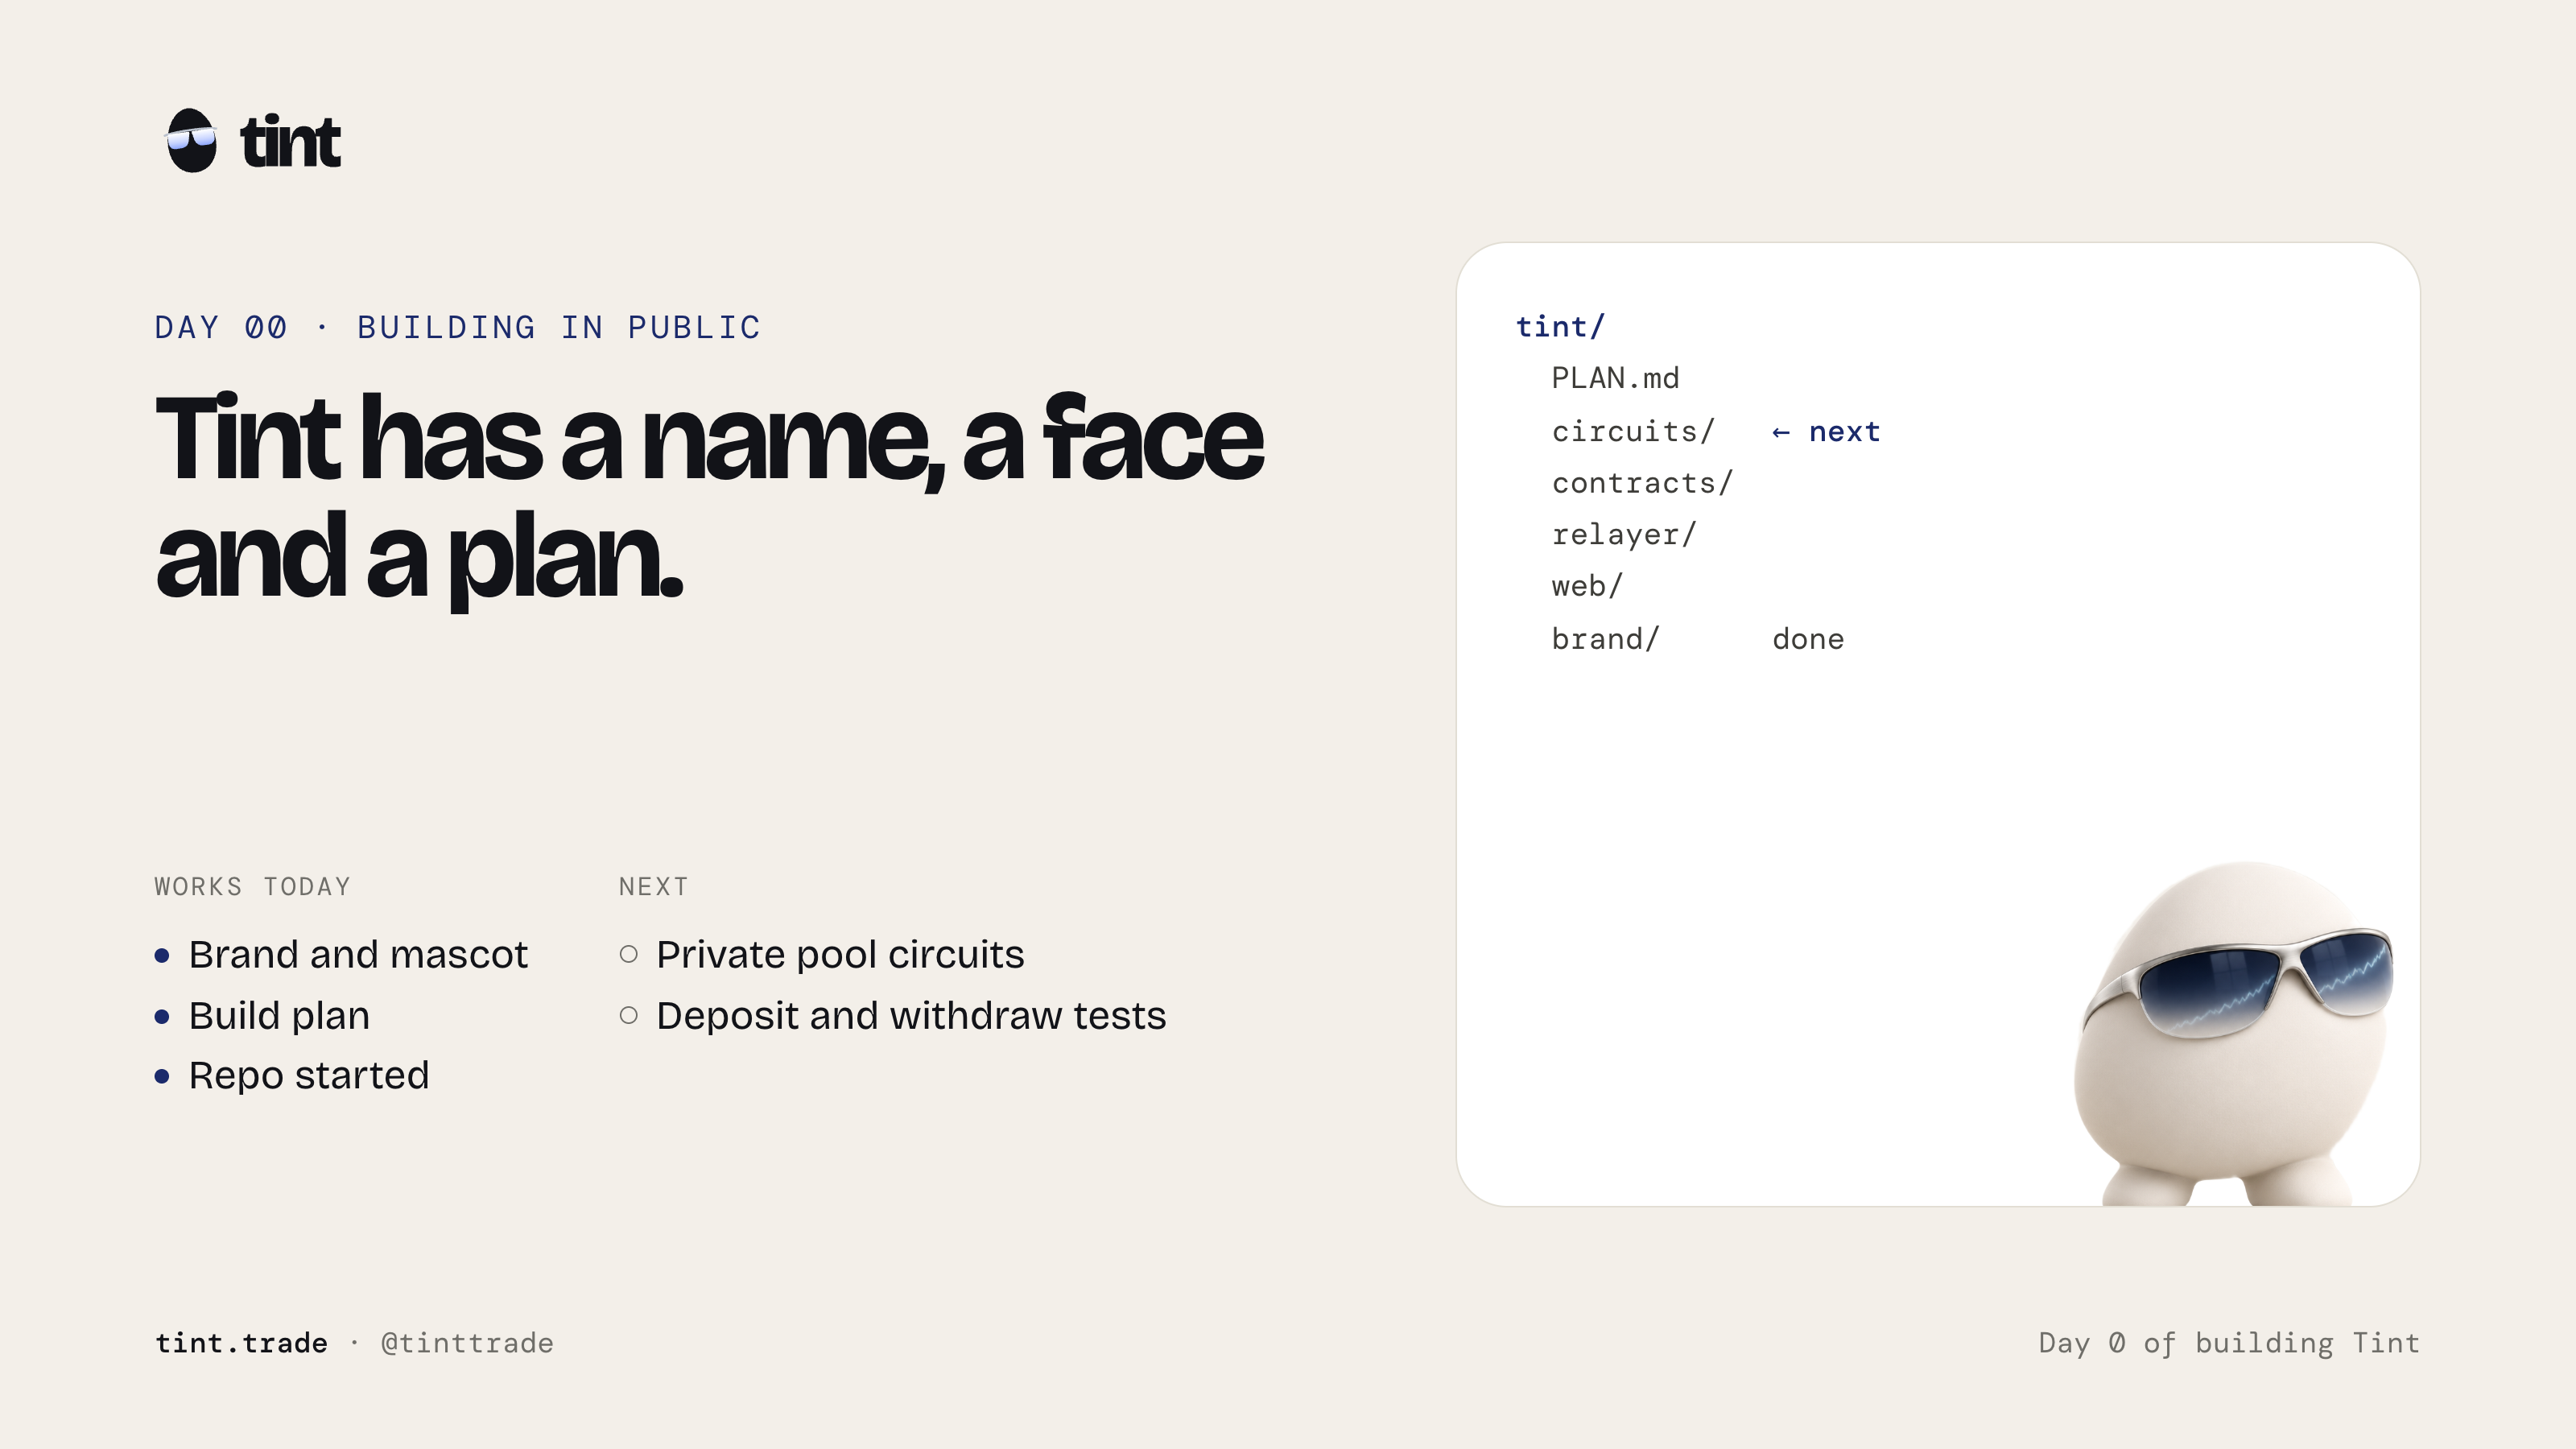 tint
DAY 00 · BUILDING IN PUBLIC
Tint has a name, a face
and a plan.
WORKS TODAY
Brand and mascot
Build plan
Repo started
NEXT
Private pool circuits
Deposit and withdraw tests
tint/
PLAN.md
circuits/ ← next
contracts/
relayer/
web/
brand/ done
tint.trade · @tinttrade
Day 0 of building Tint